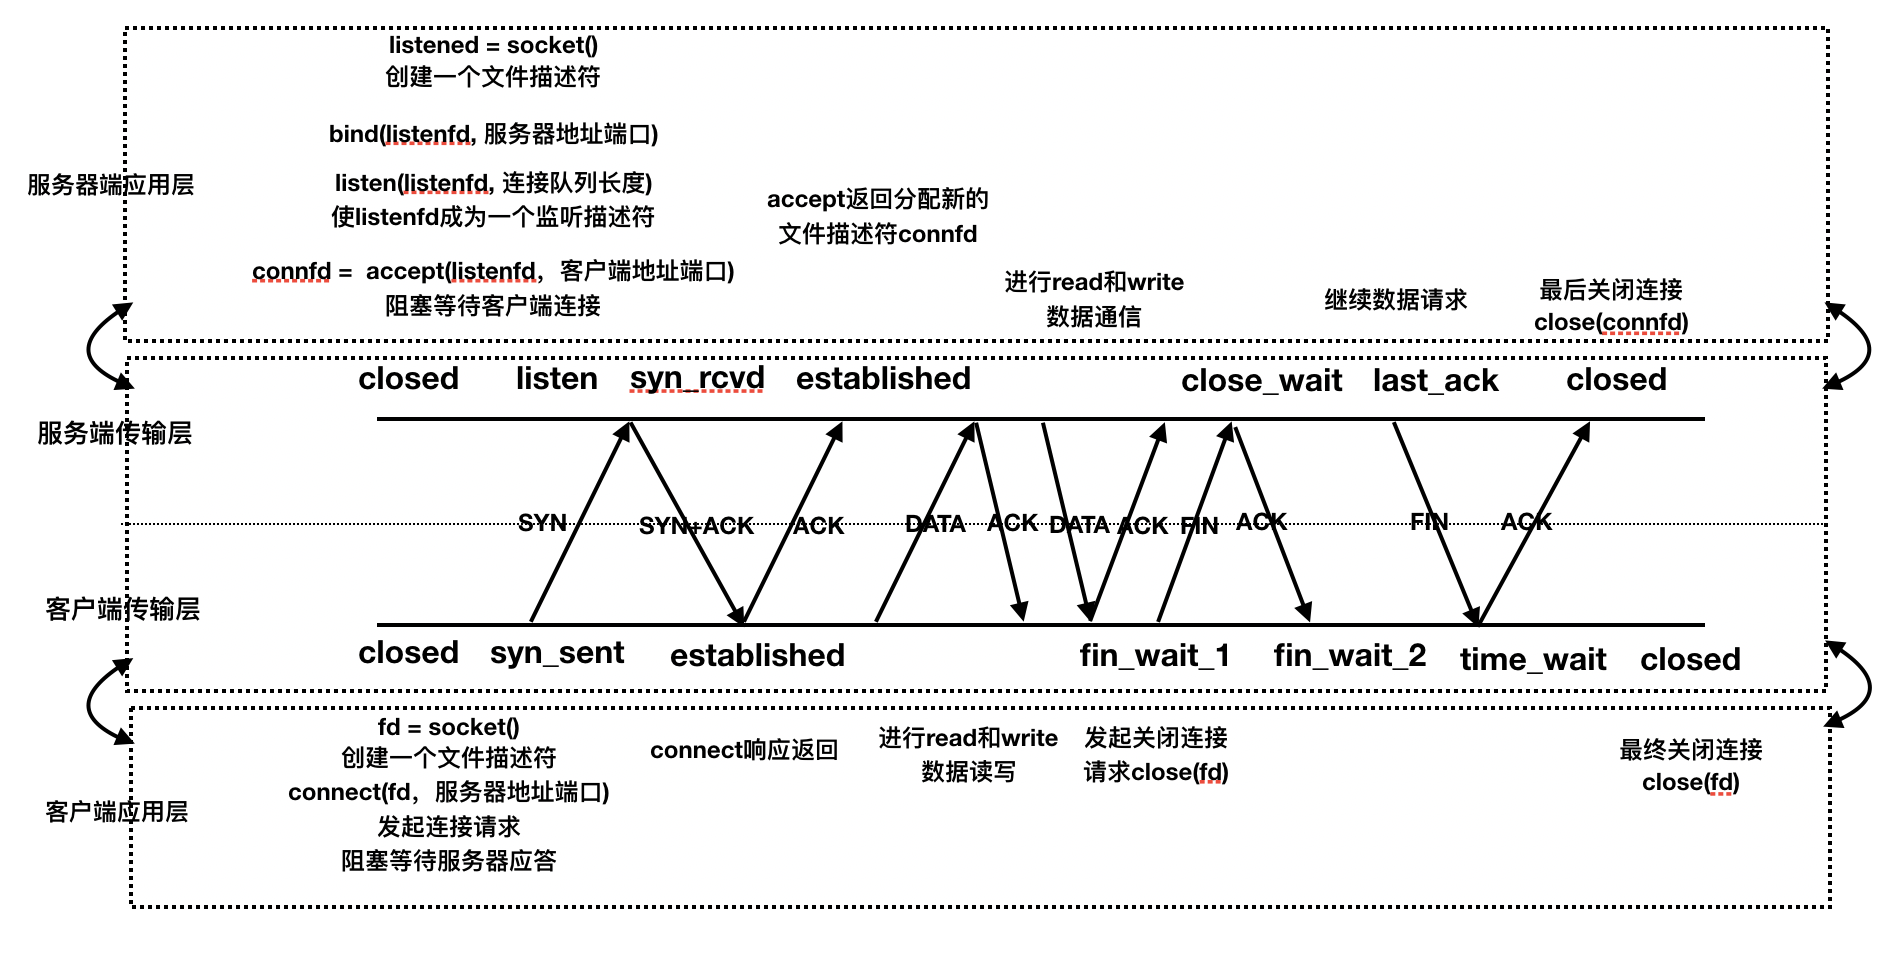 listened = socket()
创建一个文件描述符
bind(listenfd, 服务器地址端口)
服务器端应用层
listen(listenfd, 连接队列长度)
使listenfd成为一个监听描述符
accept返回分配新的
文件描述符connfd
connfd = accept(listenfd，客户端地址端口)
阻塞等待客户端连接
进行read和write
数据通信
继续数据请求
最后关闭连接
close(connfd)
closed listen syn_rcvd established close_wait last_ack closed
服务端传输层
SYN SYN+ACK ACK DATA ACK DATA ACK FIN ACK FIN ACK
客户端传输层
closed syn_sent established fin_wait_1 fin_wait_2 time_wait closed
fd = socket()
创建一个文件描述符
connect(fd，服务器地址端口)
发起连接请求
阻塞等待服务器应答
connect响应返回
进行read和write
数据读写
发起关闭连接
请求close(fd)
最终关闭连接
close(fd)
客户端应用层